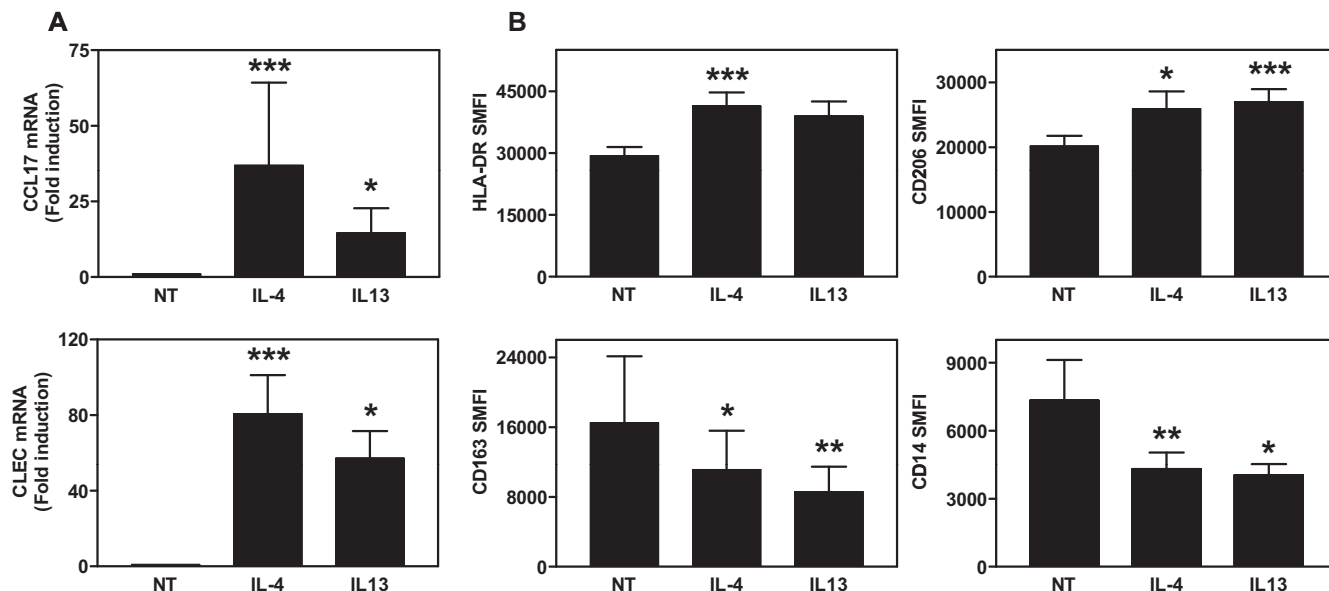 A
CCL17 mRNA
(Fold induction)
75
50
25
0
***
*
NT IL-4 IL13
CLEC mRNA
(Fold induction)
120
80
40
0
***
*
NT IL-4 IL13
B
HLA-DR SMFI
45000
30000
15000
0
***
NT IL-4 IL13
CD206 SMFI
30000
20000
10000
0
*
***
NT IL-4 IL13
CD163 SMFI
24000
16000
8000
0
*
**
NT IL-4 IL13
CD14 SMFI
9000
6000
3000
0
**
*
NT IL-4 IL13